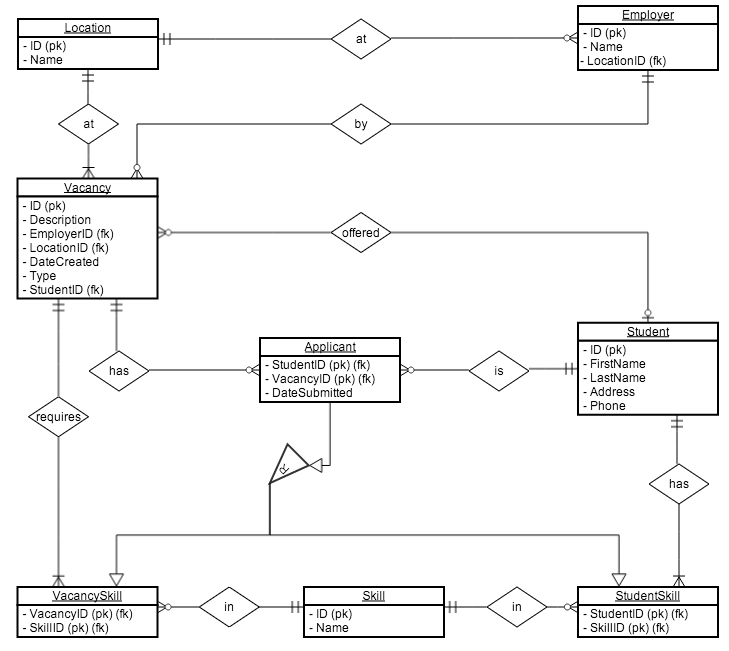 Location
- ID (pk)
- Name
at
Employer
- ID (pk)
- Name
- LocationID (fk)
at
by
Vacancy
- ID (pk)
- Description
- EmployerID (fk)
- LocationID (fk)
- DateCreated
- Type
- StudentID (fk)
offered
Student
- ID (pk)
- FirstName
- LastName
- Address
- Phone
has
Applicant
- StudentID (pk) (fk)
- VacancyID (pk) (fk)
- DateSubmitted
is
requires
R
has
VacancySkill
- VacancyID (pk) (fk)
- SkillID (pk) (fk)
in
Skill
- ID (pk)
- Name
in
StudentSkill
- StudentID (pk) (fk)
- SkillID (pk) (fk)